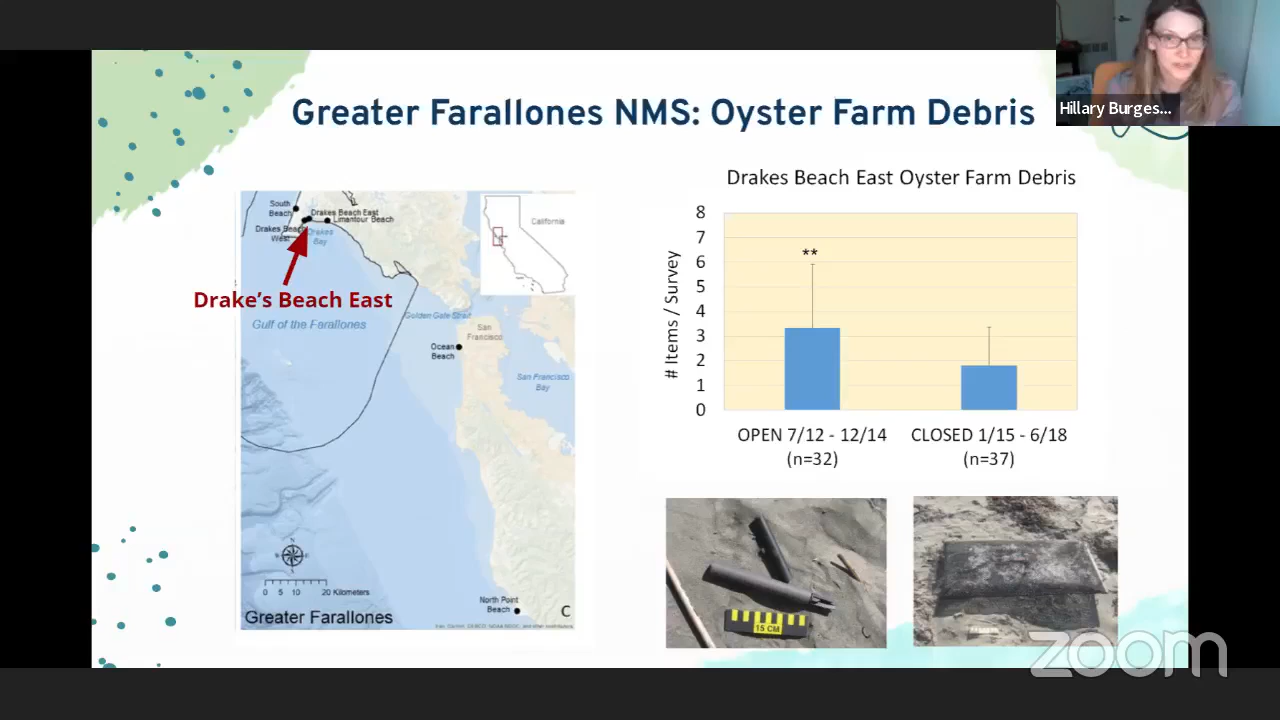 Greater Farallones NMS: Oyster Farm Debris
Hillary Burges...
South
Beach
Drakes Beach East
Limantour Beach
Drakes Beach
West
Drakes
Bay
California
Drake's Beach East
Gulf of the Farallones
Golden Gate Strait
San
Francisco
Ocean
Beach
San Francisco
Bay
N
0 5 10 20 Kilometers
North Point
Beach
C
Greater Farallones
Drakes Beach East Oyster Farm Debris
# Items / Survey
8
7
6
5
4
3
2
1
0
**
OPEN 7/12 - 12/14
(n=32)
CLOSED 1/15 - 6/18
(n=37)
15 CM
zoom